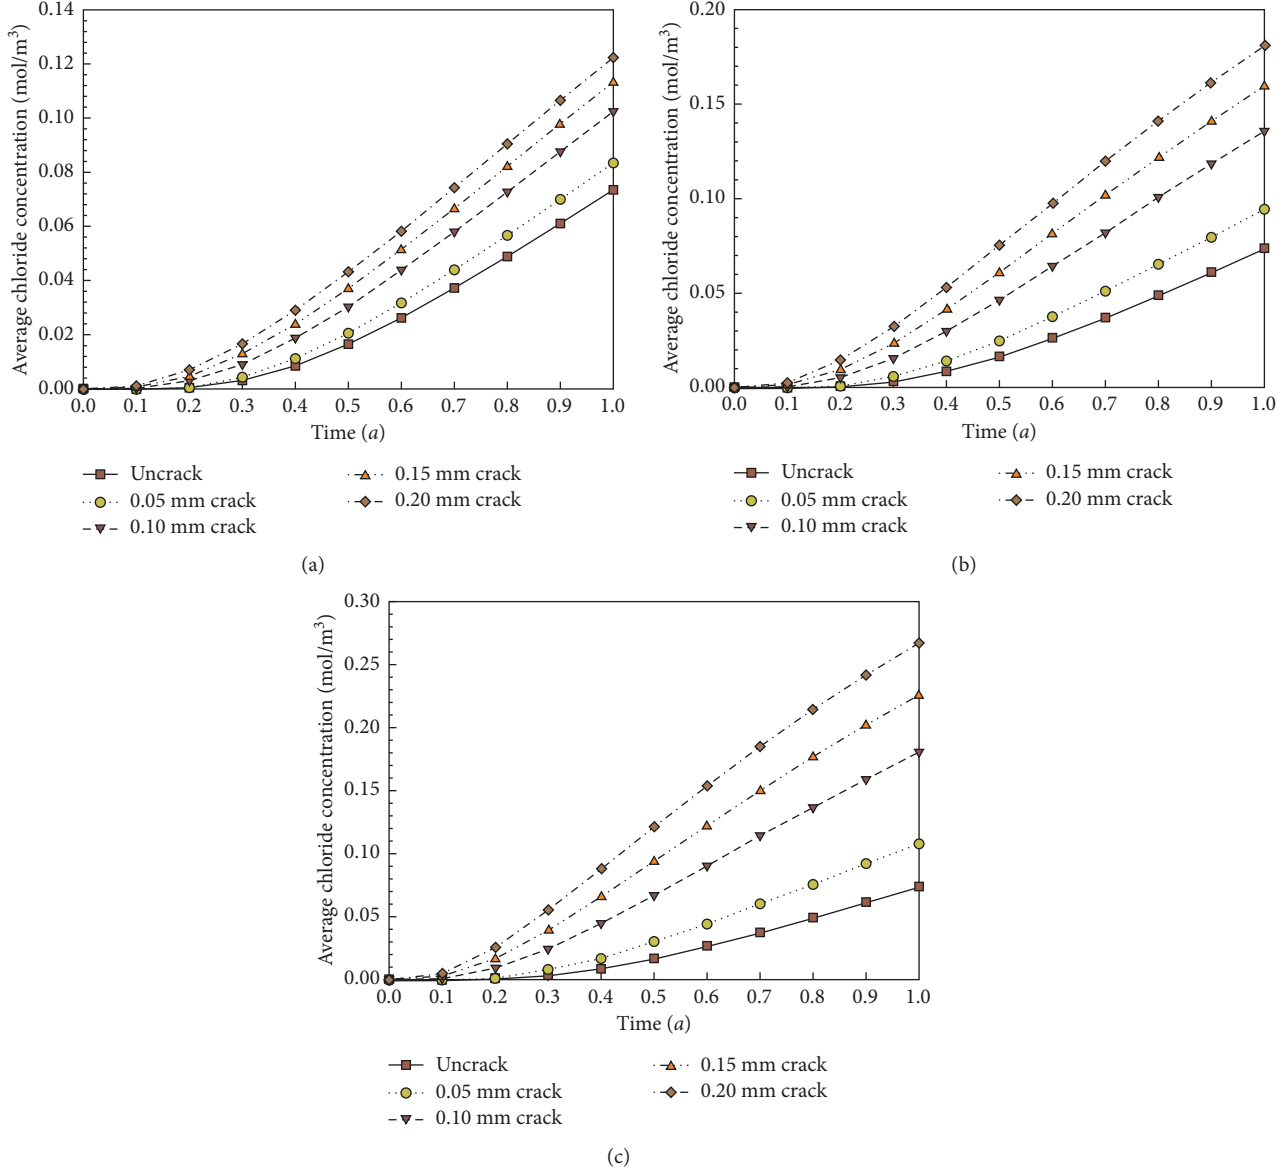 Average chloride concentration (mol/m³)
0.14
0.12
0.10
0.08
0.06
0.04
0.02
0.00
0.0 0.1 0.2 0.3 0.4 0.5 0.6 0.7 0.8 0.9 1.0
Time (a)
Uncrack
0.05 mm crack
0.10 mm crack
0.15 mm crack
0.20 mm crack
(a)
Average chloride concentration (mol/m³)
0.20
0.15
0.10
0.05
0.00
0.0 0.1 0.2 0.3 0.4 0.5 0.6 0.7 0.8 0.9 1.0
Time (a)
Uncrack
0.05 mm crack
0.10 mm crack
0.15 mm crack
0.20 mm crack
(b)
Average chloride concentration (mol/m³)
0.30
0.25
0.20
0.15
0.10
0.05
0.00
0.0 0.1 0.2 0.3 0.4 0.5 0.6 0.7 0.8 0.9 1.0
Time (a)
Uncrack
0.05 mm crack
0.10 mm crack
0.15 mm crack
0.20 mm crack
(c)